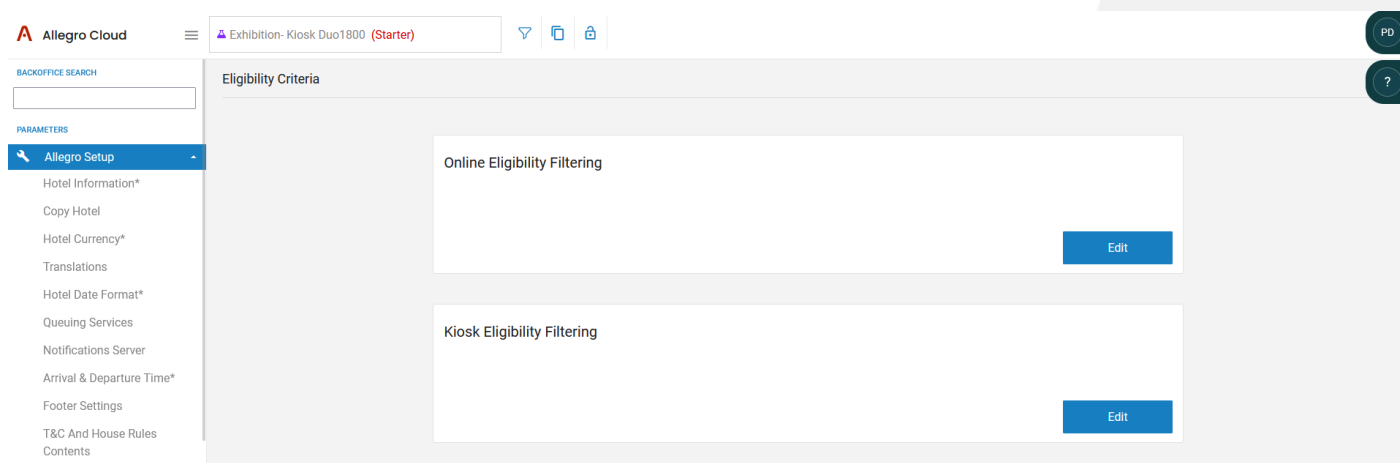 Allegro Cloud
Exhibition- Kiosk Duo1800 (Starter)
PD
BACKOFFICE SEARCH
Eligibility Criteria
?
PARAMETERS
Allegro Setup
Hotel Information*
Copy Hotel
Hotel Currency*
Translations
Hotel Date Format*
Queuing Services
Notifications Server
Arrival & Departure Time*
Footer Settings
T&C And House Rules
Contents
Online Eligibility Filtering
Edit
Kiosk Eligibility Filtering
Edit